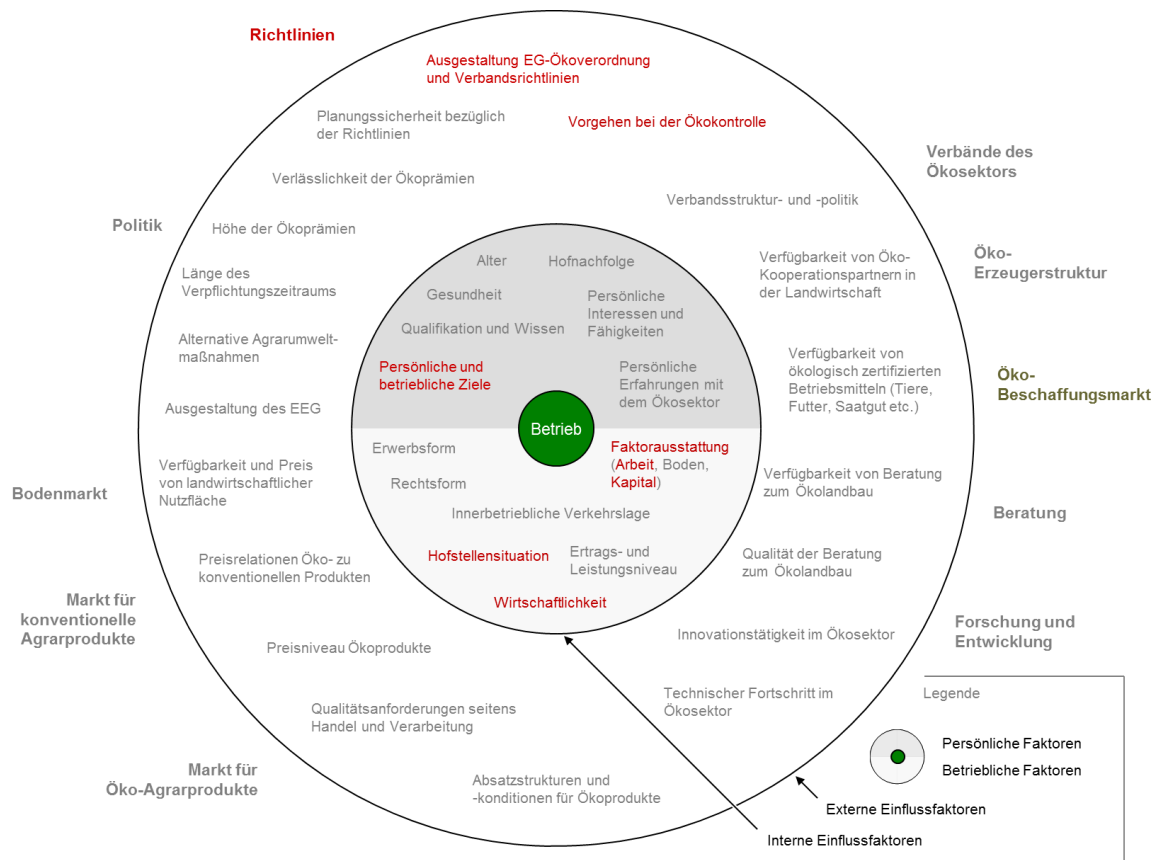 Richtlinien
Ausgestaltung EG-Ökoverordnung
und Verbandsrichtlinien
Planungssicherheit bezüglich
der Richtlinien
Vorgehen bei der Ökokontrolle
Verbände des
Ökosektors
Verlässlichkeit der Ökoprämien
Verbandsstruktur- und -politik
Politik
Höhe der Ökoprämien
Öko-
Erzeugerstruktur
Verfügbarkeit von Öko-
Kooperationspartnern in
der Landwirtschaft
Länge des
Verpflichtungszeitraums
Alter
Hofnachfolge
Gesundheit
Persönliche
Interessen und
Fähigkeiten
Qualifikation und Wissen
Alternative Agrarumwelt-
maßnahmen
Persönliche und
betriebliche Ziele
Persönliche
Erfahrungen mit
dem Ökosektor
Verfügbarkeit von
ökologisch zertifizierten
Betriebsmitteln (Tiere,
Futter, Saatgut etc.)
Öko-
Beschaffungsmarkt
Ausgestaltung des EEG
Betrieb
Erwerbsform
Faktorausstattung
(Arbeit, Boden,
Kapital)
Bodenmarkt
Verfügbarkeit und Preis
von landwirtschaftlicher
Nutzfläche
Rechtsform
Verfügbarkeit von Beratung
zum Ökolandbau
Beratung
Innerbetriebliche Verkehrslage
Hofstellensituation
Ertrags- und
Leistungsniveau
Preisrelationen Öko- zu
konventionellen Produkten
Qualität der Beratung
zum Ökolandbau
Markt für
konventionelle
Agrarprodukte
Wirtschaftlichkeit
Preisniveau Ökoprodukte
Innovationstätigkeit im Ökosektor
Forschung und
Entwicklung
Qualitätsanforderungen seitens
Handel und Verarbeitung
Technischer Fortschritt im
Ökosektor
Markt für
Öko-Agrarprodukte
Absatzstrukturen und
-konditionen für Ökoprodukte
Legende
Persönliche Faktoren
Betriebliche Faktoren
Externe Einflussfaktoren
Interne Einflussfaktoren